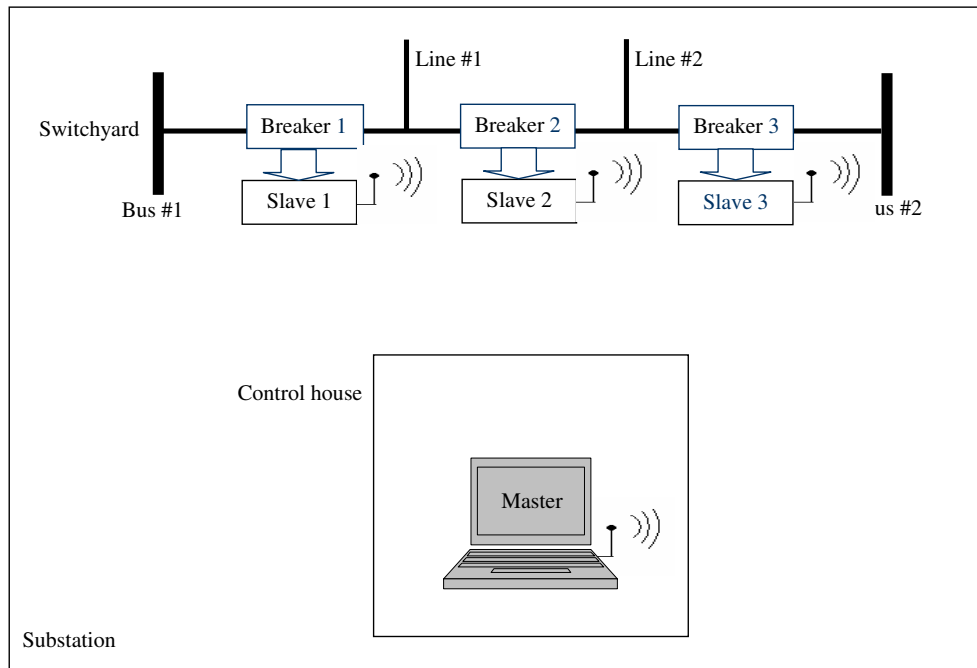 Line #1
Line #2
Switchyard
Breaker 1
Breaker 2
Breaker 3
Slave 1
Slave 2
Slave 3
Bus #1
us #2
Control house
Master
Substation